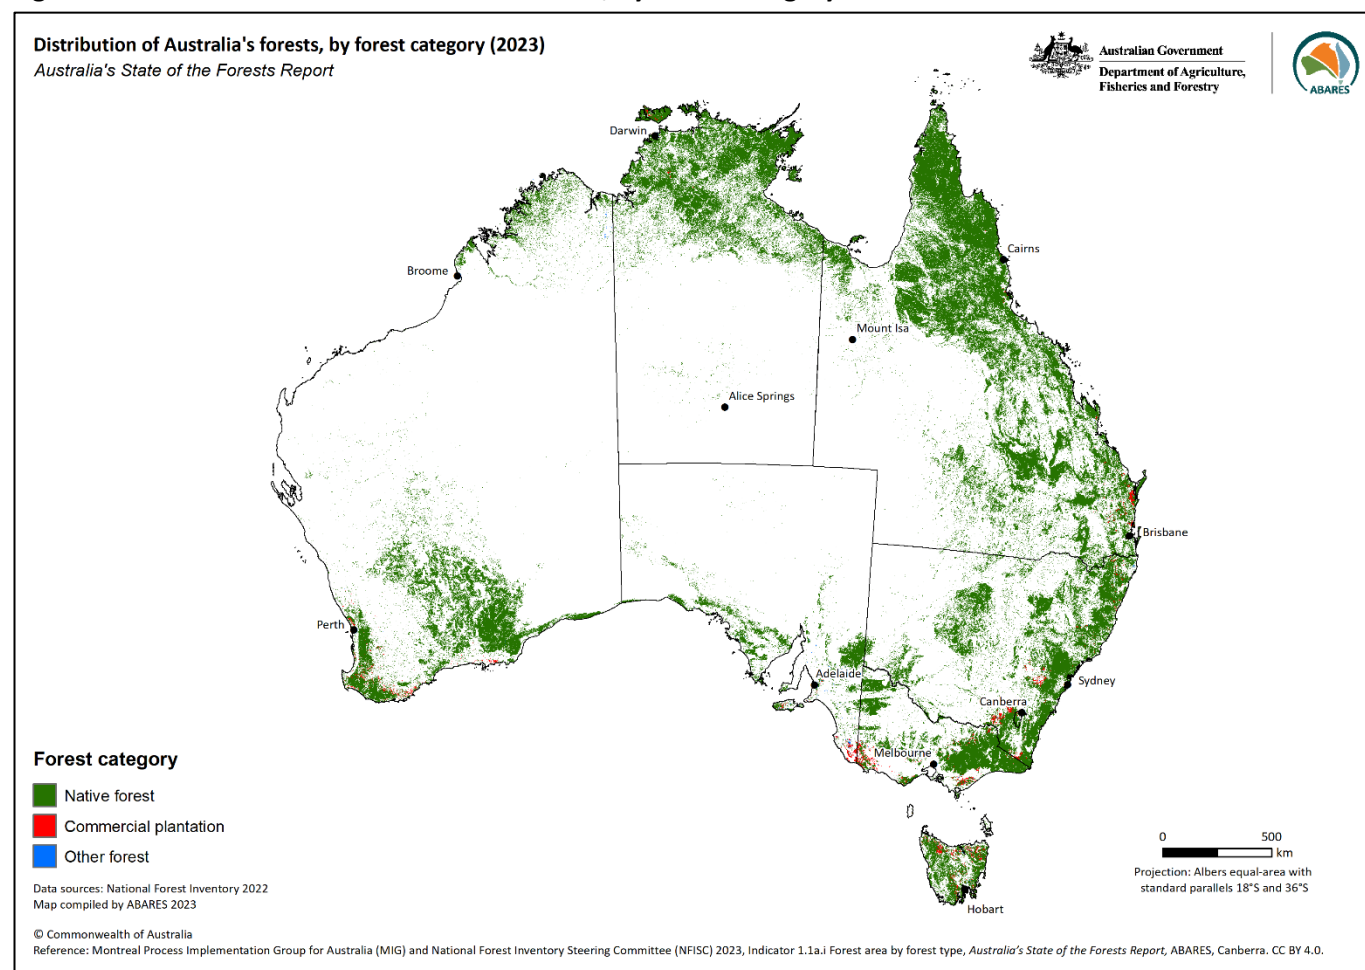 Distribution of Australia's forests, by forest category (2023)
Australia's State of the Forests Report
Australian Government
Department of Agriculture,
Fisheries and Forestry
ABARES
Darwin
Cairns
Broome
Mount Isa
Alice Springs
Brisbane
Perth
Adelaide
Sydney
Canberra
Melbourne
Hobart
Forest category
Native forest
Commercial plantation
Other forest
0 500
km
Projection: Albers equal-area with
standard parallels 18°S and 36°S
Data sources: National Forest Inventory 2022
Map compiled by ABARES 2023
© Commonwealth of Australia
Reference: Montreal Process Implementation Group for Australia (MIG) and National Forest Inventory Steering Committee (NFISC) 2023, Indicator 1.1a.i Forest area by forest type, Australia's State of the Forests Report, ABARES, Canberra. CC BY 4.0.